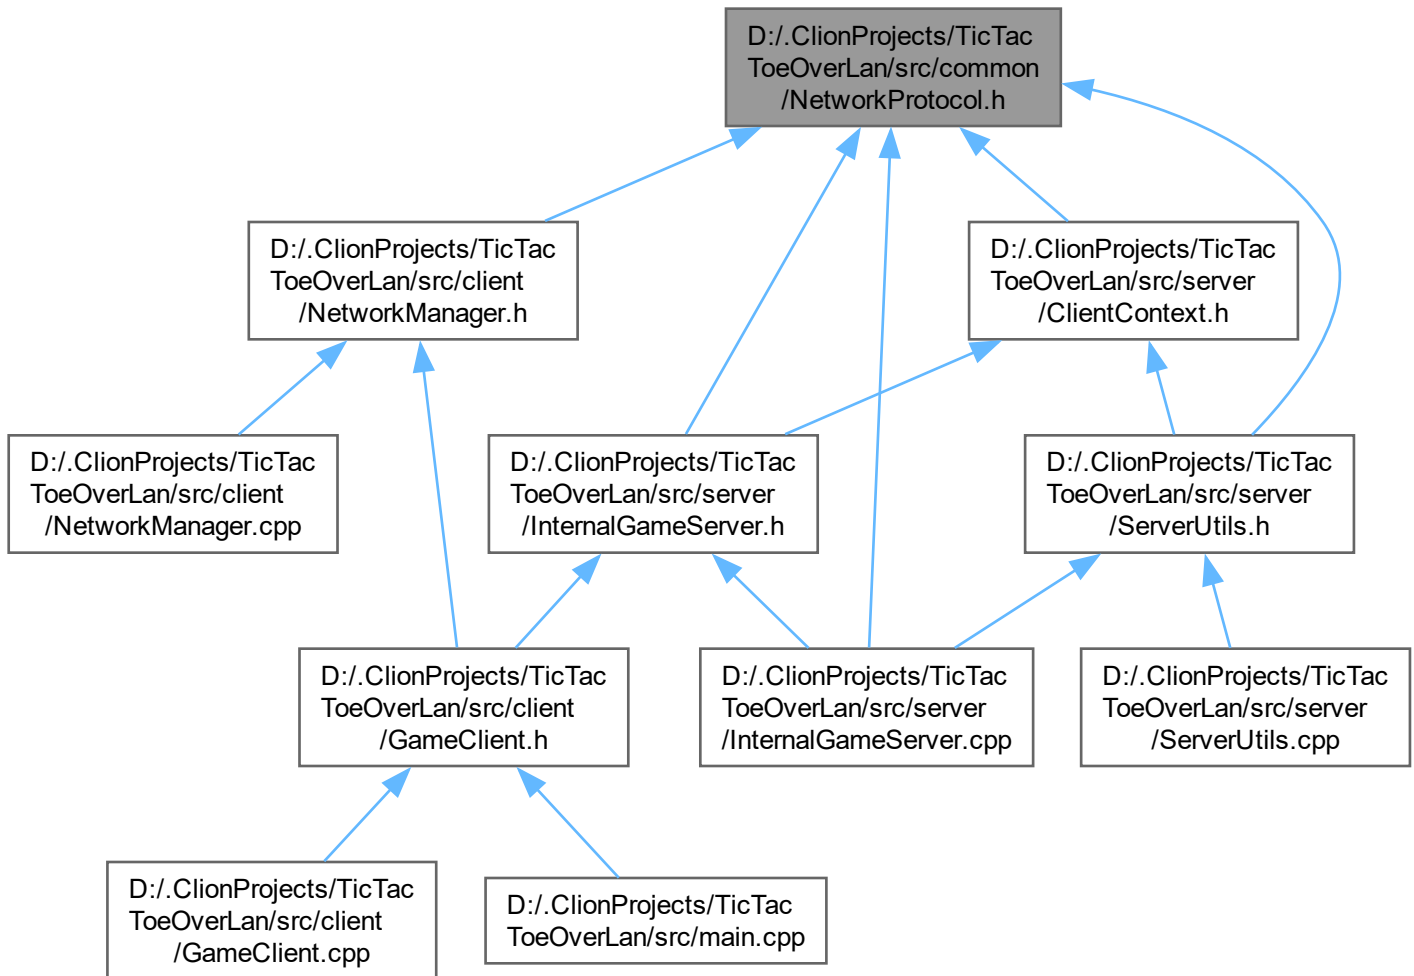 D:/.ClionProjects/TicTac
ToeOverLan/src/common
/NetworkProtocol.h
D:/.ClionProjects/TicTac
ToeOverLan/src/client
/NetworkManager.h
D:/.ClionProjects/TicTac
ToeOverLan/src/server
/ClientContext.h
D:/.ClionProjects/TicTac
ToeOverLan/src/client
/NetworkManager.cpp
D:/.ClionProjects/TicTac
ToeOverLan/src/server
/InternalGameServer.h
D:/.ClionProjects/TicTac
ToeOverLan/src/server
/ServerUtils.h
D:/.ClionProjects/TicTac
ToeOverLan/src/client
/GameClient.h
D:/.ClionProjects/TicTac
ToeOverLan/src/server
/InternalGameServer.cpp
D:/.ClionProjects/TicTac
ToeOverLan/src/server
/ServerUtils.cpp
D:/.ClionProjects/TicTac
ToeOverLan/src/client
/GameClient.cpp
D:/.ClionProjects/TicTac
ToeOverLan/src/main.cpp